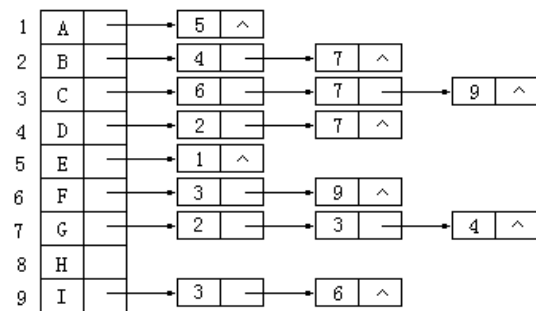 1 A 5 ^
2 B 4 7 ^
3 C 6 7 9 ^
4 D 2 7 ^
5 E 1 ^
6 F 3 9 ^
7 G 2 3 4 ^
8 H
9 I 3 6 ^